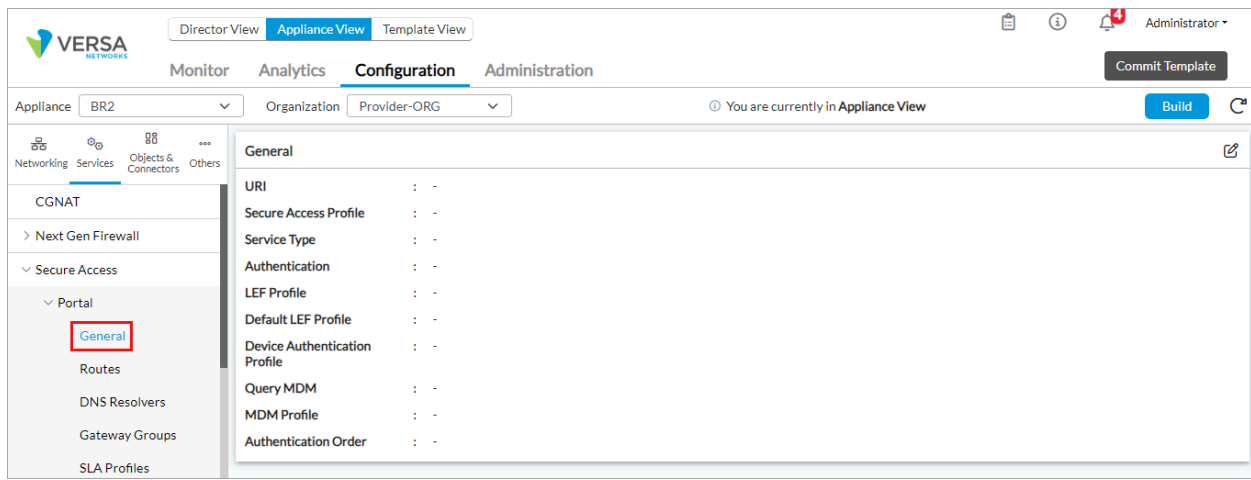 VERSA
NETWORKS
Director View Appliance View Template View
4
Administrator
Monitor Analytics Configuration Administration
Commit Template
Appliance BR2 Organization Provider-ORG You are currently in Appliance View Build
Networking Services Objects & Connectors Others
General
CGNAT
Next Gen Firewall
Secure Access
Portal
General
Routes
DNS Resolvers
Gateway Groups
SLA Profiles
URI : -
Secure Access Profile : -
Service Type : -
Authentication : -
LEF Profile : -
Default LEF Profile : -
Device Authentication : -
Profile
Query MDM : -
MDM Profile : -
Authentication Order : -